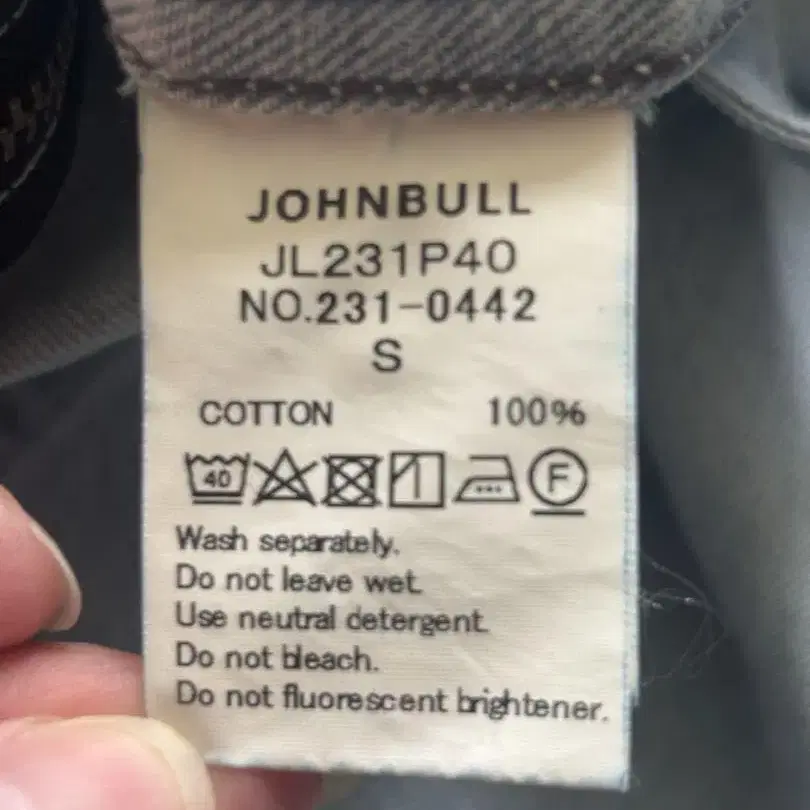 JOHNBULL
JL231P40
NO.231-0442
S
COTTON 100%
40 F
Wash separately.
Do not leave wet.
Use neutral detergent.
Do not bleach.
Do not fluorescent brightener.